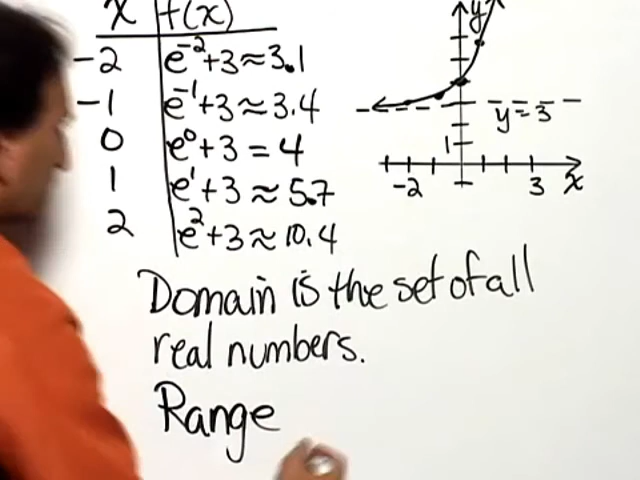 x f(x)
-2 e⁻²+3≈3.1
-1 e⁻¹+3≈3.4
0 e⁰+3=4
1 e¹+3≈5.7
2 e²+3≈10.4
y
y=3
1
-2 3 x
Domain is the set of all
real numbers.
Range